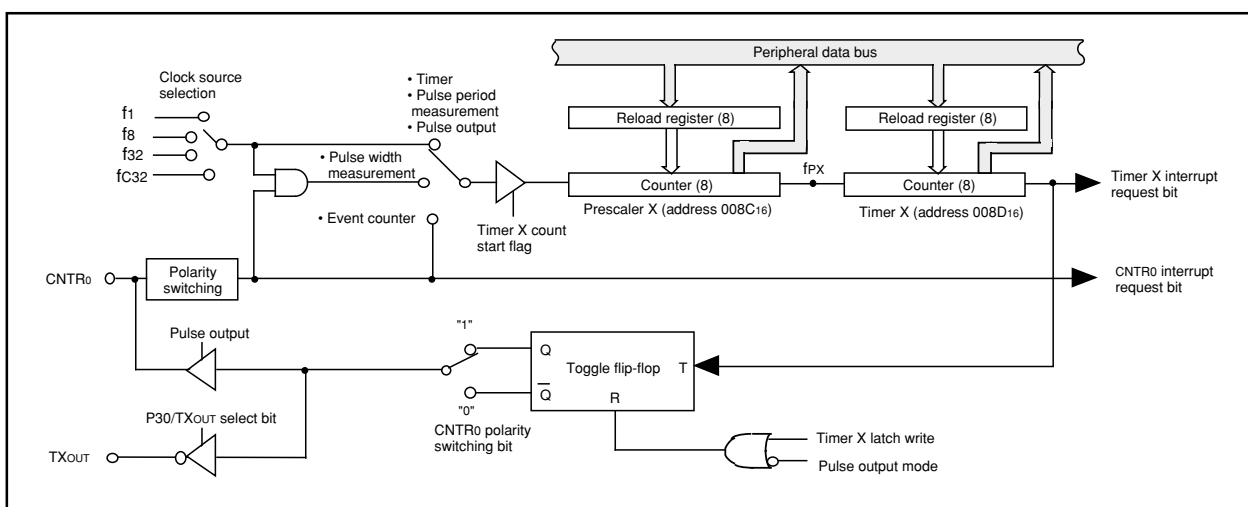 Peripheral data bus
Clock source
selection
f1
f8
f32
fC32
• Timer
• Pulse period
measurement
• Pulse output
• Pulse width
measurement
• Event counter
Reload register (8)
Reload register (8)
Counter (8)
fPX
Counter (8)
Prescaler X (address 008C16)
Timer X (address 008D16)
Timer X interrupt
request bit
Timer X count
start flag
CNTR0
Polarity
switching
CNTR0 interrupt
request bit
Pulse output
"1"
Q
Toggle flip-flop
T
Q
R
"0"
CNTR0 polarity
switching bit
P30/TXOUT select bit
TXOUT
Timer X latch write
Pulse output mode